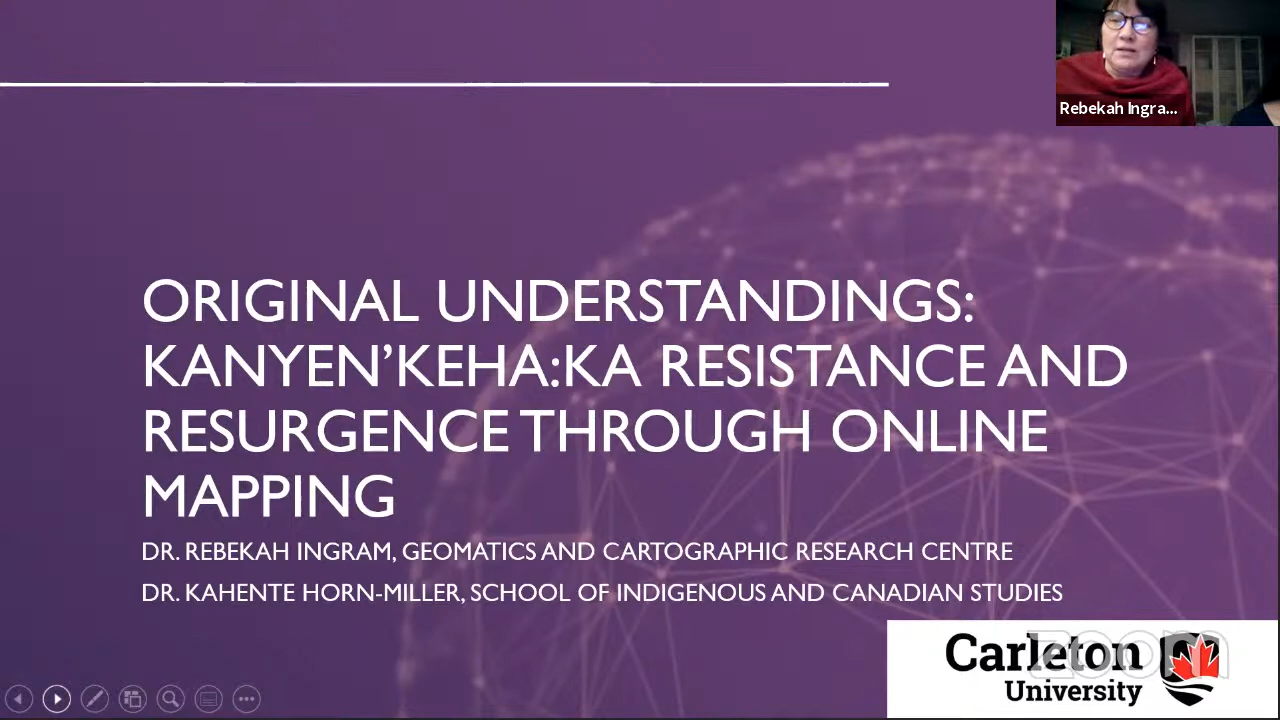 Rebekah Ingra...
ORIGINAL UNDERSTANDINGS:
KANYEN’KEHA:KA RESISTANCE AND
RESURGENCE THROUGH ONLINE
MAPPING
DR. REBEKAH INGRAM, GEOMATICS AND CARTOGRAPHIC RESEARCH CENTRE
DR. KAHENTE HORN-MILLER, SCHOOL OF INDIGENOUS AND CANADIAN STUDIES
Carleton
University
zoom